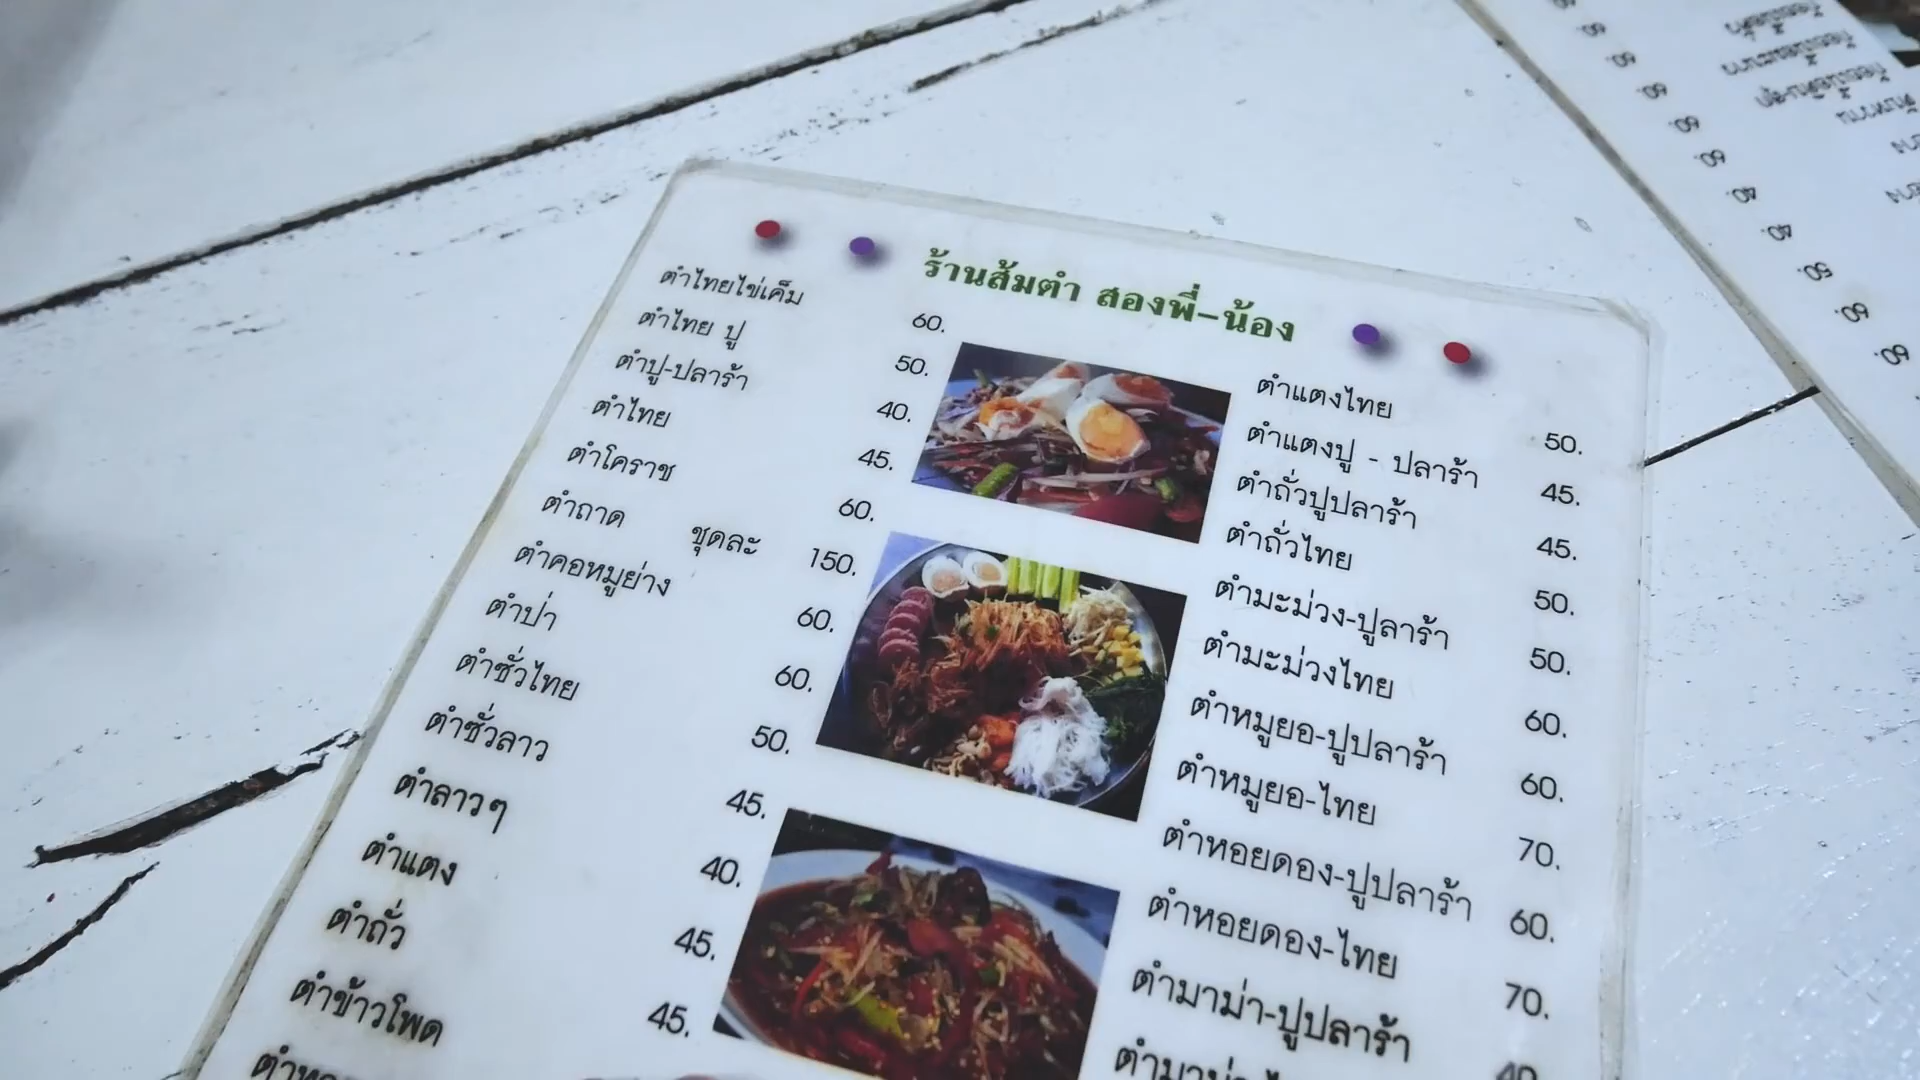 ร้านส้มตำ สองพี่-น้อง
ตำไทยไข่เค็ม 60.
ตำไทย ปู 50.
ตำปู-ปลาร้า 40.
ตำไทย 45.
ตำโคราช 60.
ตำถาด ชุดละ 150.
ตำคอหมูย่าง 60.
ตำป่า 60.
ตำซั่วไทย 50.
ตำซั่วลาว 45.
ตำลาวๆ 40.
ตำแตง 45.
ตำถั่ว 45.
ตำข้าวโพด
ตำแตงไทย 50.
ตำแตงปู - ปลาร้า 45.
ตำถั่วปูปลาร้า 45.
ตำถั่วไทย 50.
ตำมะม่วง-ปูลาร้า 50.
ตำมะม่วงไทย 60.
ตำหมูยอ-ปูปลาร้า 60.
ตำหมูยอ-ไทย 70.
ตำหอยดอง-ปูปลาร้า 60.
ตำหอยดอง-ไทย 70.
ตำมาม่า-ปูปลาร้า